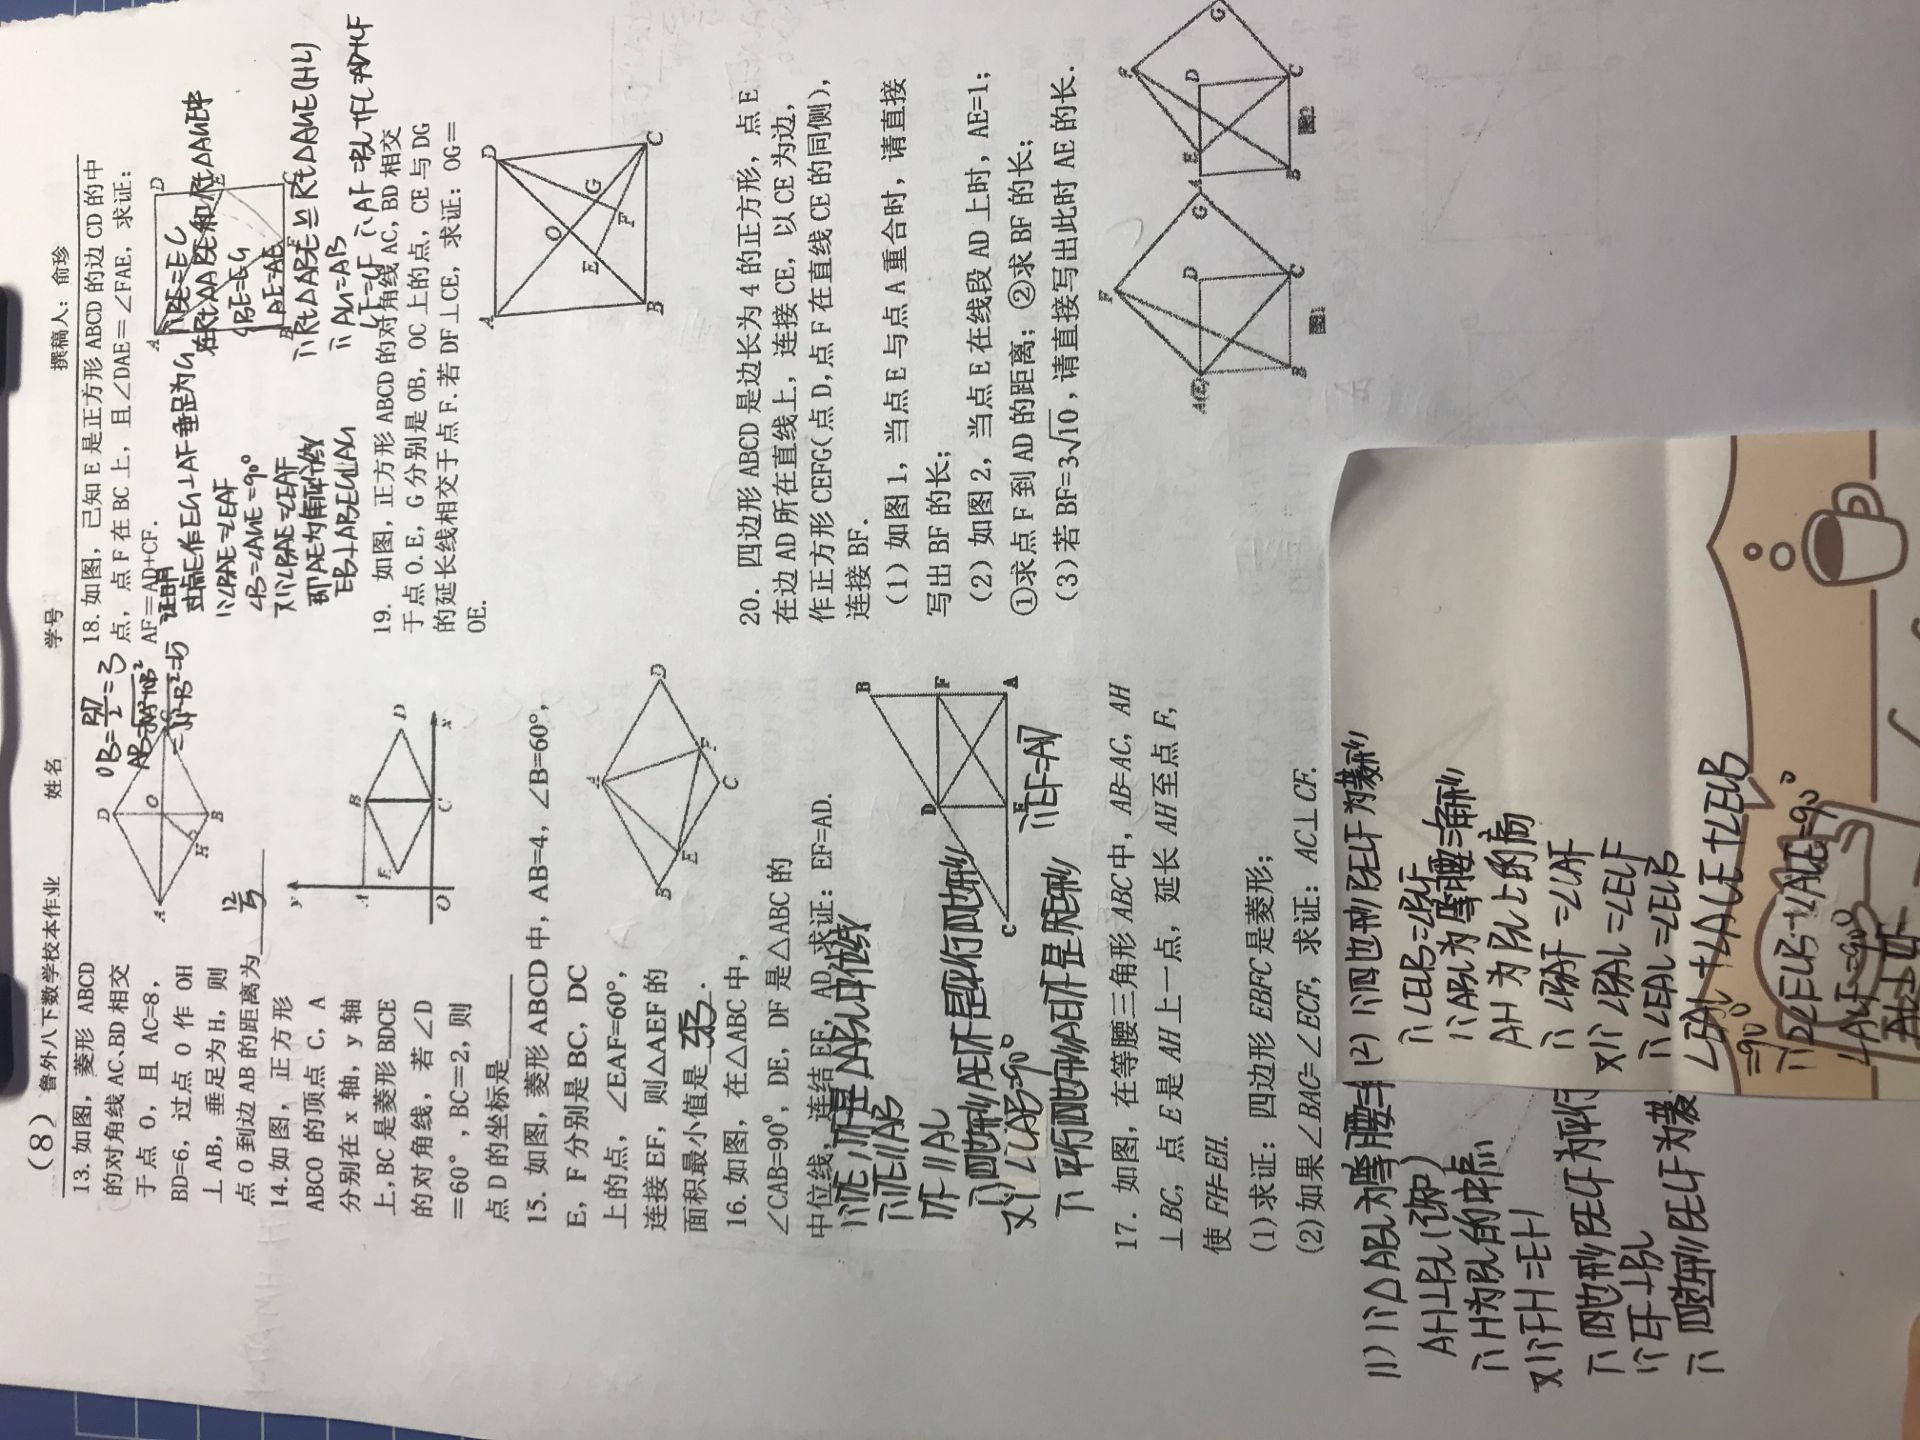 (8) 鲁外八下数学校本作业 姓名 学号 撰稿人：俞珍
13.如图，菱形 ABCD
的对角线 AC、BD 相交
于点 O，且 AC=8，
BD=6，过点 O 作 OH
⊥AB，垂足为 H，则
点 O 到边 AB 的距离为 12/5
D
A
O
H
B
OB=BD/2=3
AB=√OA²+OB²
=√4²+3²=5
14.如图，正方形
ABCO 的顶点 C，A
分别在 x 轴，y 轴
上，BC 是菱形 BDCE
的对角线，若∠D
=60°，BC=2，则
点 D 的坐标是______
y
A
B
E
D
O
C
x
15. 如图，菱形 ABCD 中，AB=4，∠B=60°，
E，F 分别是 BC，DC
上的点，∠EAF=60°，
连接 EF，则△AEF 的
面积最小值是 3√3 .
A
B
D
E
F
C
16.如图，在△ABC 中，
∠CAB=90⁰，DE，DF 是△ABC 的
中位线，连结 EF，AD.求证：EF=AD.
∵DE，DF是△ABC中位线
∴DE∥AB
DF∥AC
∴四边形AEDF是平行四边形
又∵∠CAB=90°
∴平行四边形AEDF是矩形
∴EF=AD
B
D
F
C
E
A
17. 如图，在等腰三角形 ABC 中，AB=AC，AH
⊥BC，点 E 是 AH 上一点，延长 AH 至点 F，
使 FH=EH.
(1)求证：四边形 EBFC 是菱形；
(2)如果∠BAC=∠ECF，求证：AC⊥CF.
(1)∵△ABC为等腰三
AH⊥BC(已知)
∴H为BC的中点
又∵FH=EH
∴四边形BECF为平行
∵EF⊥BC
∴四边形BECF为菱
(2)∵四边形BECF为菱形
∴∠ECB=∠BCF
∵ABC为等腰三角形
AH为BC上的高
∴∠BAF=∠CAF
又∵∠BAC=∠ECF
∴∠EAC=∠ECB
∠EAC+∠ACE+∠ECB
=90°
∴2∠ECB+∠ACE=90°
∠ACF=90°
AC⊥CF
18.如图，己知 E 是正方形 ABCD 的边 CD 的中
点，点 F 在 BC 上，且∠DAE=∠FAE，求证：
AF=AD+CF.
证明
过点E作EG⊥AF垂足为G
∵∠BAE=∠EAF
∠B=∠AGE=90°
又∵∠BAE=∠EAF
即AE为角平分线
EB⊥AB EG⊥AG
∴BE=EG
在Rt△ABE和Rt△AGE中
BE=EG
AE=AE
∴Rt△ABE≌Rt△AGE(HL)
∴AG=AB
CF=CF ∴AF=BC+FC=AD+CF
A
D
E
B
F
C
19. 如图，正方形 ABCD 的对角线 AC，BD 相交
于点 O.E，G 分别是 OB，OC 上的点，CE 与 DG
的延长线相交于点 F.若 DF⊥CE，求证：OG=
OE.
A
D
O
E
G
F
B
C
20. 四边形 ABCD 是边长为 4 的正方形，点 E
在边 AD 所在直线上，连接 CE，以 CE 为边，
作正方形 CEFG(点 D,点 F 在直线 CE 的同侧)，
连接 BF.
(1) 如图 1，当点 E 与点 A 重合时，请直接
写出 BF 的长；
(2) 如图 2，当点 E 在线段 AD 上时，AE=1；
①求点 F 到 AD 的距离；②求 BF 的长；
(3) 若 BF=3√10，请直接写出此时 AE 的长.
F
A(E)
D
G
B
C
图1
F
A
E
D
G
B
C
图2